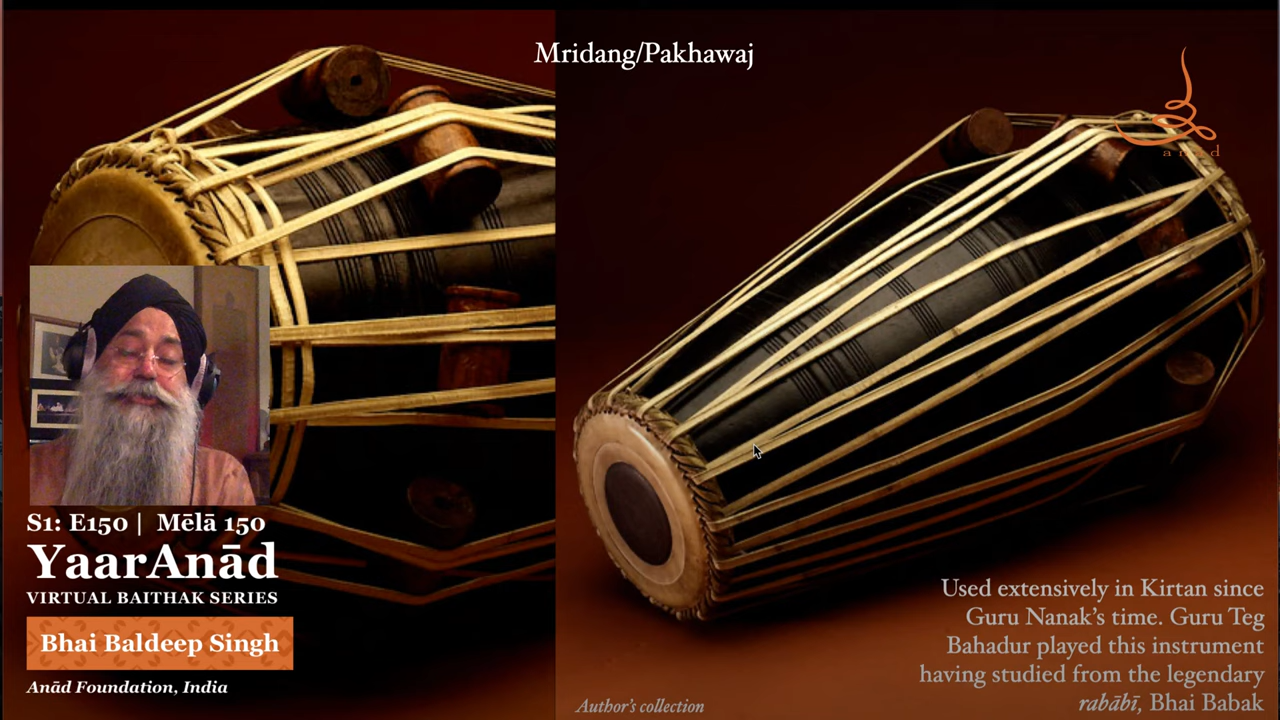 Mridang/Pakhawaj
anad
S1: E150 | Mēlā 150
YaarAnād
VIRTUAL BAITHAK SERIES
Bhai Baldeep Singh
Anād Foundation, India
Author's collection
Used extensively in Kirtan since
Guru Nanak's time. Guru Teg
Bahadur played this instrument
having studied from the legendary
rabābī, Bhai Babak